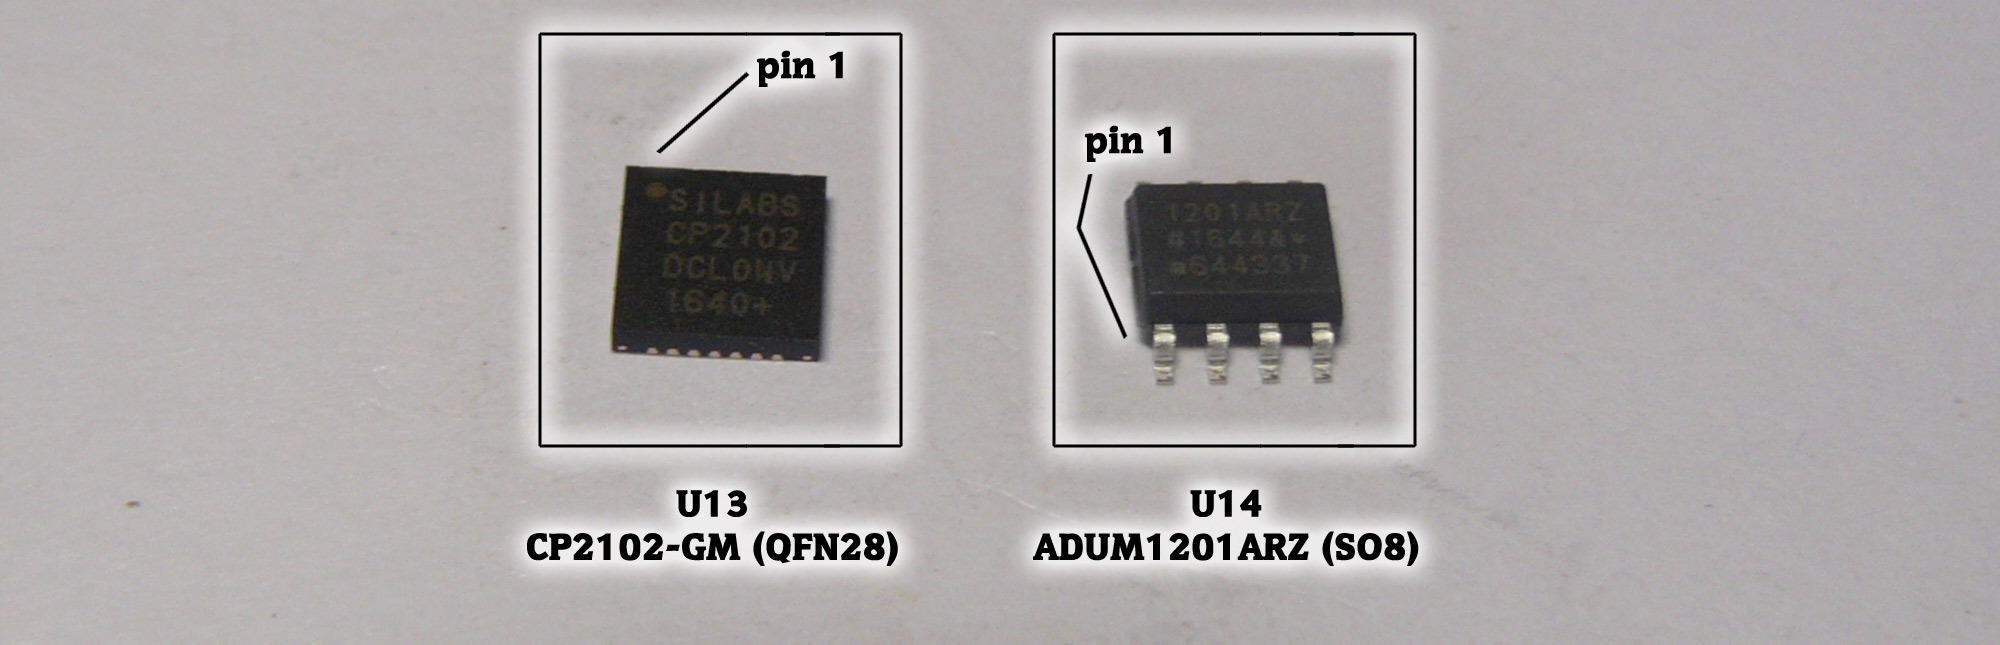 pin 1
SILABS
CP2102
DCL0WV
1640+
U13
CP2102-GM (QFN28)
pin 1
1201ARZ
#1644&
#644337
U14
ADUM1201ARZ (SO8)